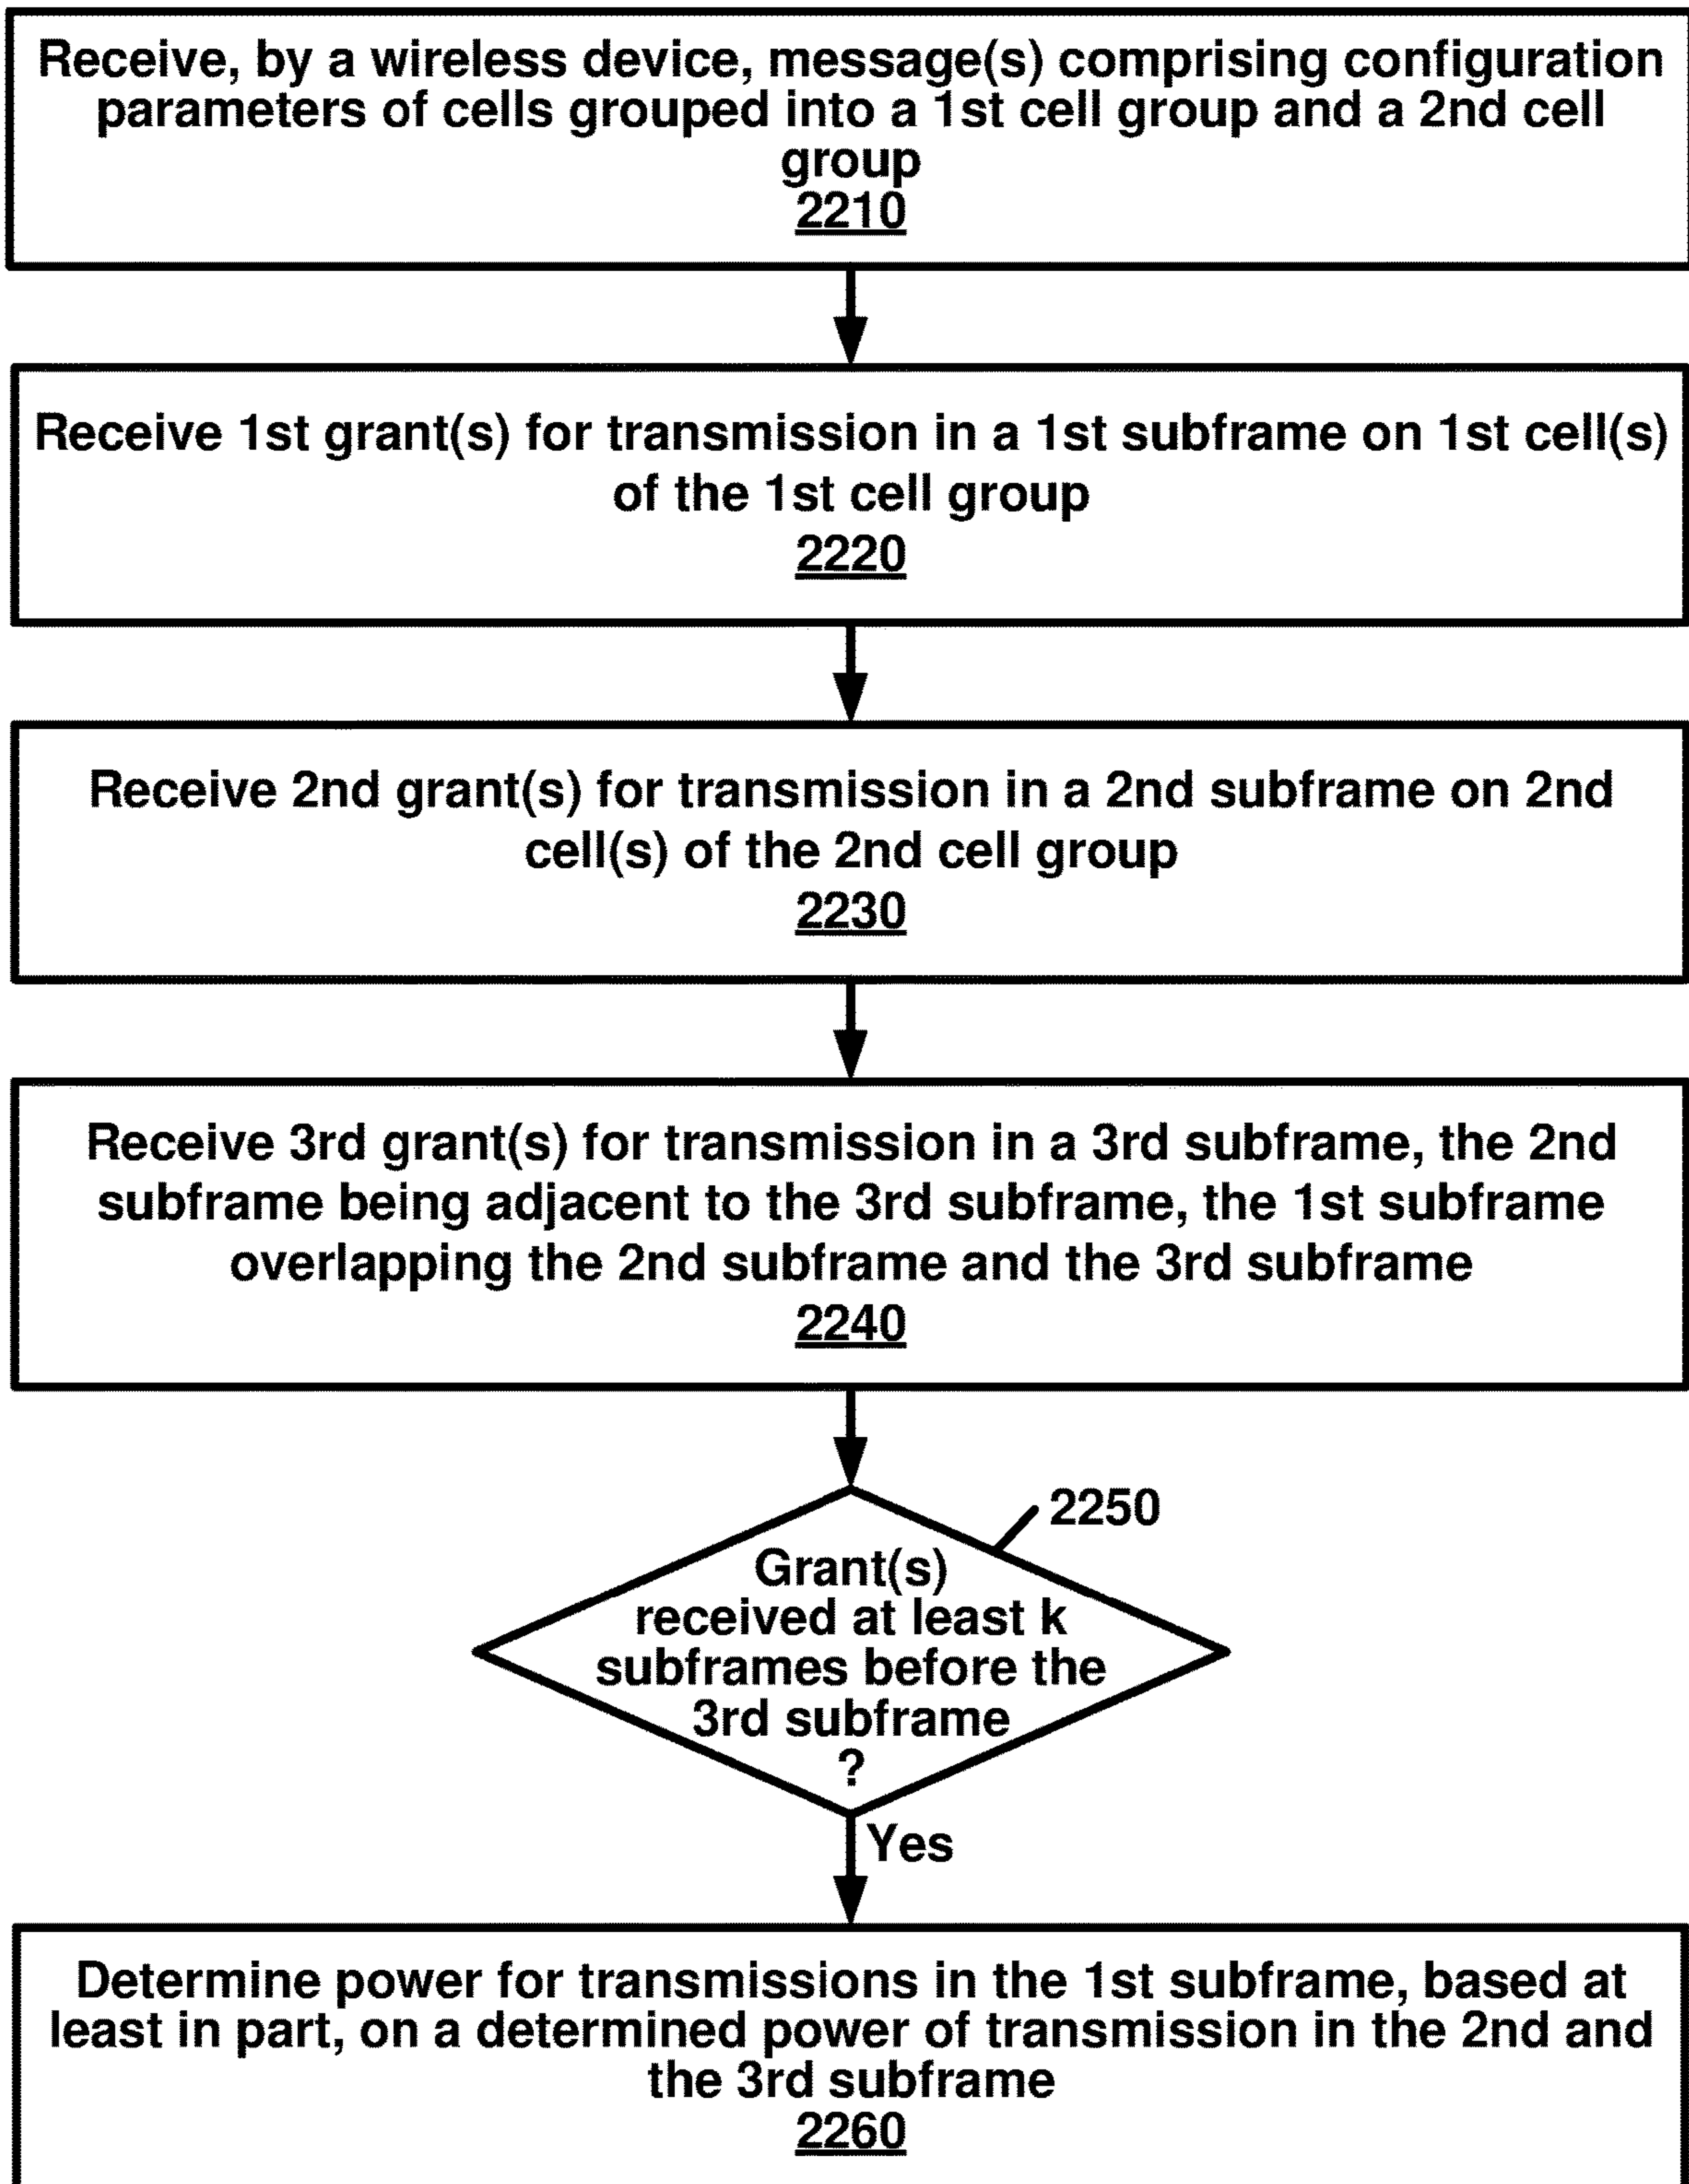 Receive, by a wireless device, message(s) comprising configuration
parameters of cells grouped into a 1st cell group and a 2nd cell
group
2210
Receive 1st grant(s) for transmission in a 1st subframe on 1st cell(s)
of the 1st cell group
2220
Receive 2nd grant(s) for transmission in a 2nd subframe on 2nd
cell(s) of the 2nd cell group
2230
Receive 3rd grant(s) for transmission in a 3rd subframe, the 2nd
subframe being adjacent to the 3rd subframe, the 1st subframe
overlapping the 2nd subframe and the 3rd subframe
2240
2250
Grant(s)
received at least k
subframes before the
3rd subframe
?
Yes
Determine power for transmissions in the 1st subframe, based at
least in part, on a determined power of transmission in the 2nd and
the 3rd subframe
2260